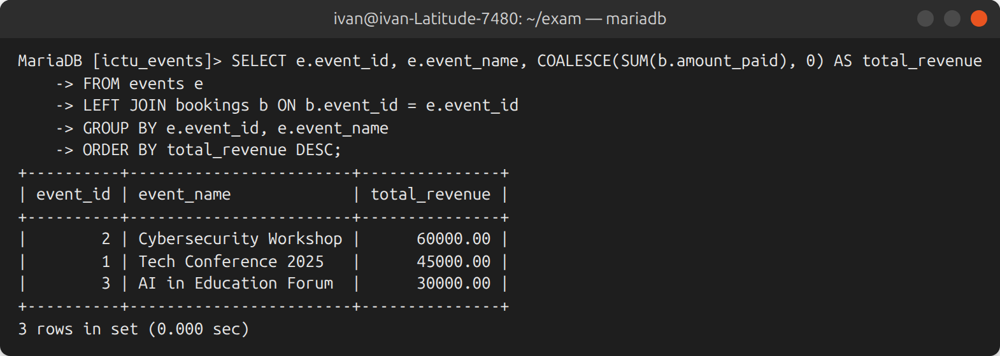 ivan@ivan-Latitude-7480: ~/exam — mariadb
MariaDB [ictu_events]> SELECT e.event_id, e.event_name, COALESCE(SUM(b.amount_paid), 0) AS total_revenue
    -> FROM events e
    -> LEFT JOIN bookings b ON b.event_id = e.event_id
    -> GROUP BY e.event_id, e.event_name
    -> ORDER BY total_revenue DESC;
+----------+------------------------+---------------+
| event_id | event_name             | total_revenue |
+----------+------------------------+---------------+
|        2 | Cybersecurity Workshop |      60000.00 |
|        1 | Tech Conference 2025   |      45000.00 |
|        3 | AI in Education Forum  |      30000.00 |
+----------+------------------------+---------------+
3 rows in set (0.000 sec)